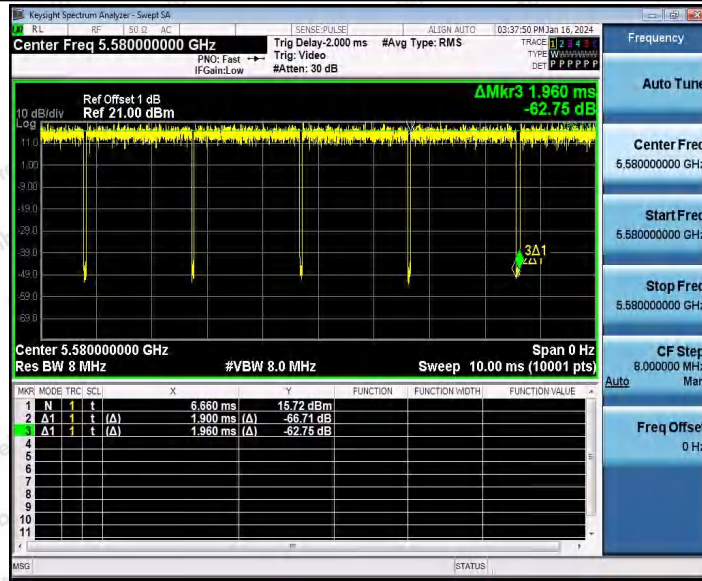 Keysight Spectrum Analyzer - Swept SA
RL RF 50 Ω AC SENSE:PULSE ALIGN AUTO 03:37:50 PM Jan 16, 2024
Center Freq 5.580000000 GHz
PNO: Fast
IFGain:Low
Trig Delay-2.000 ms
Trig: Video
#Atten: 30 dB
#Avg Type: RMS
TRACE 1 2 3 4 5 6
TYPE WWWWWW
DET P P P P P P
Frequency
Auto Tune
Center Freq
5.580000000 GHz
Start Freq
5.580000000 GHz
Stop Freq
5.580000000 GHz
CF Step
8.000000 MHz
Auto Man
Freq Offset
0 Hz
ΔMkr3 1.960 ms
-62.75 dB
Ref Offset 1 dB
10 dB/div Ref 21.00 dBm
Log
11.0
1.00
-9.00
-19.0
-29.0
-39.0
-49.0
-59.0
-69.0
3Δ1
2Δ1
Center 5.580000000 GHz Span 0 Hz
Res BW 8 MHz #VBW 8.0 MHz Sweep 10.00 ms (10001 pts)
MKR MODE TRC SCL X Y FUNCTION FUNCTION WIDTH FUNCTION VALUE
1 N 1 t 6.660 ms 15.72 dBm
2 Δ1 1 t (Δ) 1.900 ms (Δ) -66.71 dB
3 Δ1 1 t (Δ) 1.960 ms (Δ) -62.75 dB
4
5
6
7
8
9
10
11
MSG STATUS